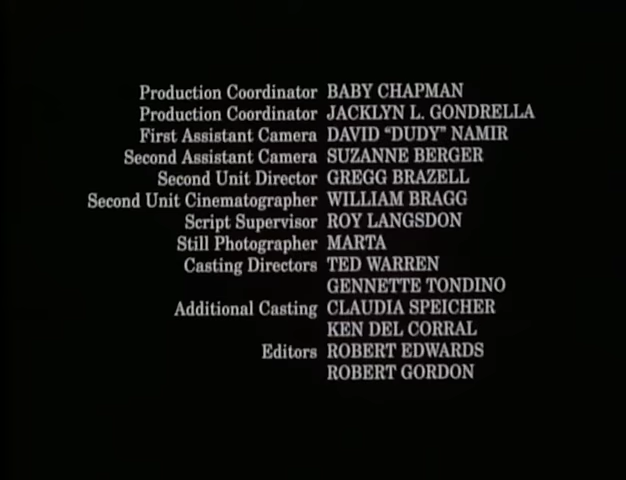 Production Coordinator BABY CHAPMAN
Production Coordinator JACKLYN L. GONDRELLA
First Assistant Camera DAVID “DUDY” NAMIR
Second Assistant Camera SUZANNE BERGER
Second Unit Director GREGG BRAZELL
Second Unit Cinematographer WILLIAM BRAGG
Script Supervisor ROY LANGSDON
Still Photographer MARTA
Casting Directors TED WARREN
GENNETTE TONDINO
Additional Casting CLAUDIA SPEICHER
KEN DEL CORRAL
Editors ROBERT EDWARDS
ROBERT GORDON